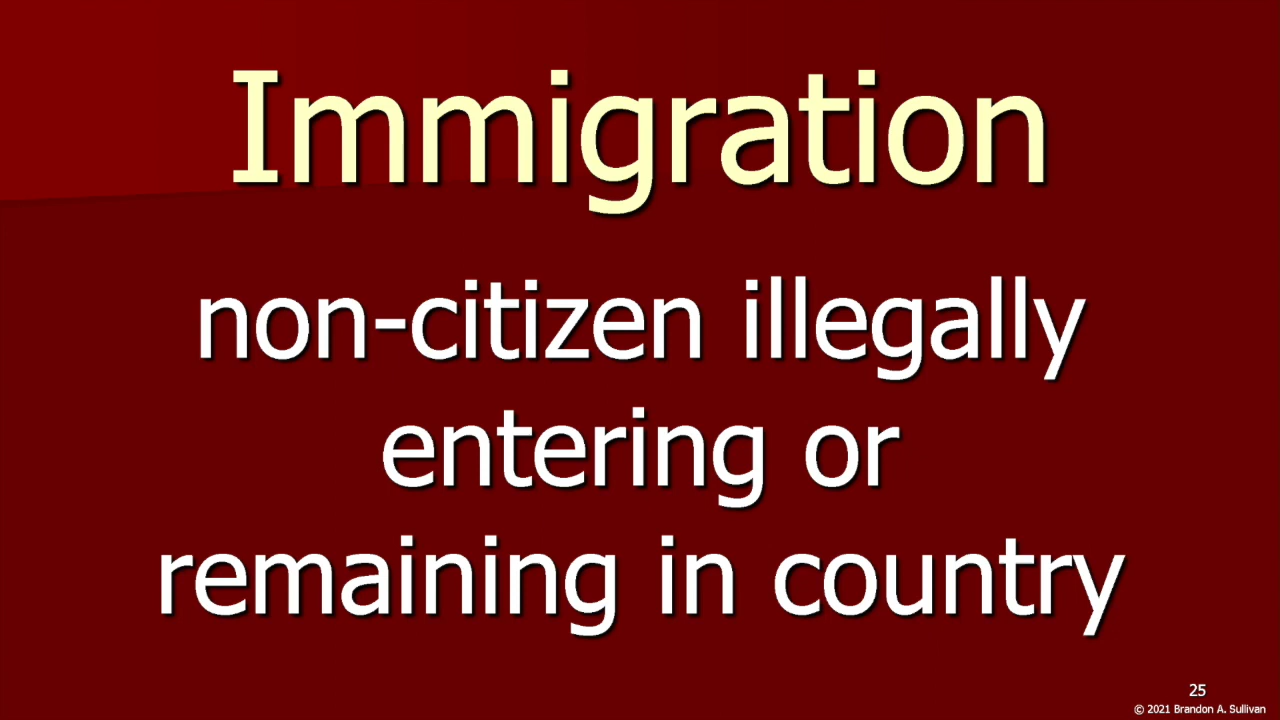 Immigration
non-citizen illegally
entering or
remaining in country
25
© 2021 Brandon A. Sullivan